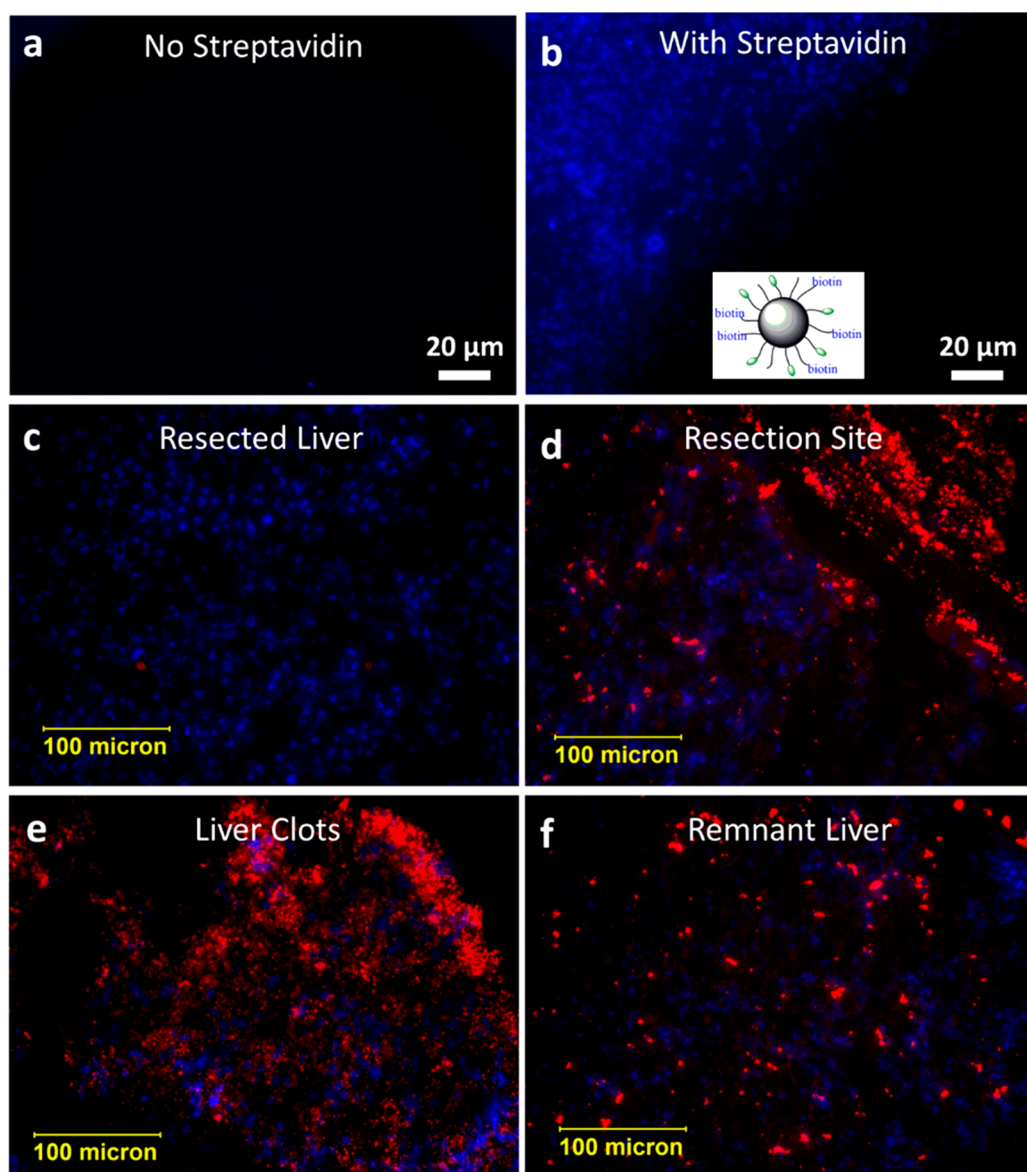 a
No Streptavidin
20 µm
b
With Streptavidin
biotin
biotin
biotin
biotin
biotin
20 µm
c
Resected Liver
100 micron
d
Resection Site
100 micron
e
Liver Clots
100 micron
f
Remnant Liver
100 micron